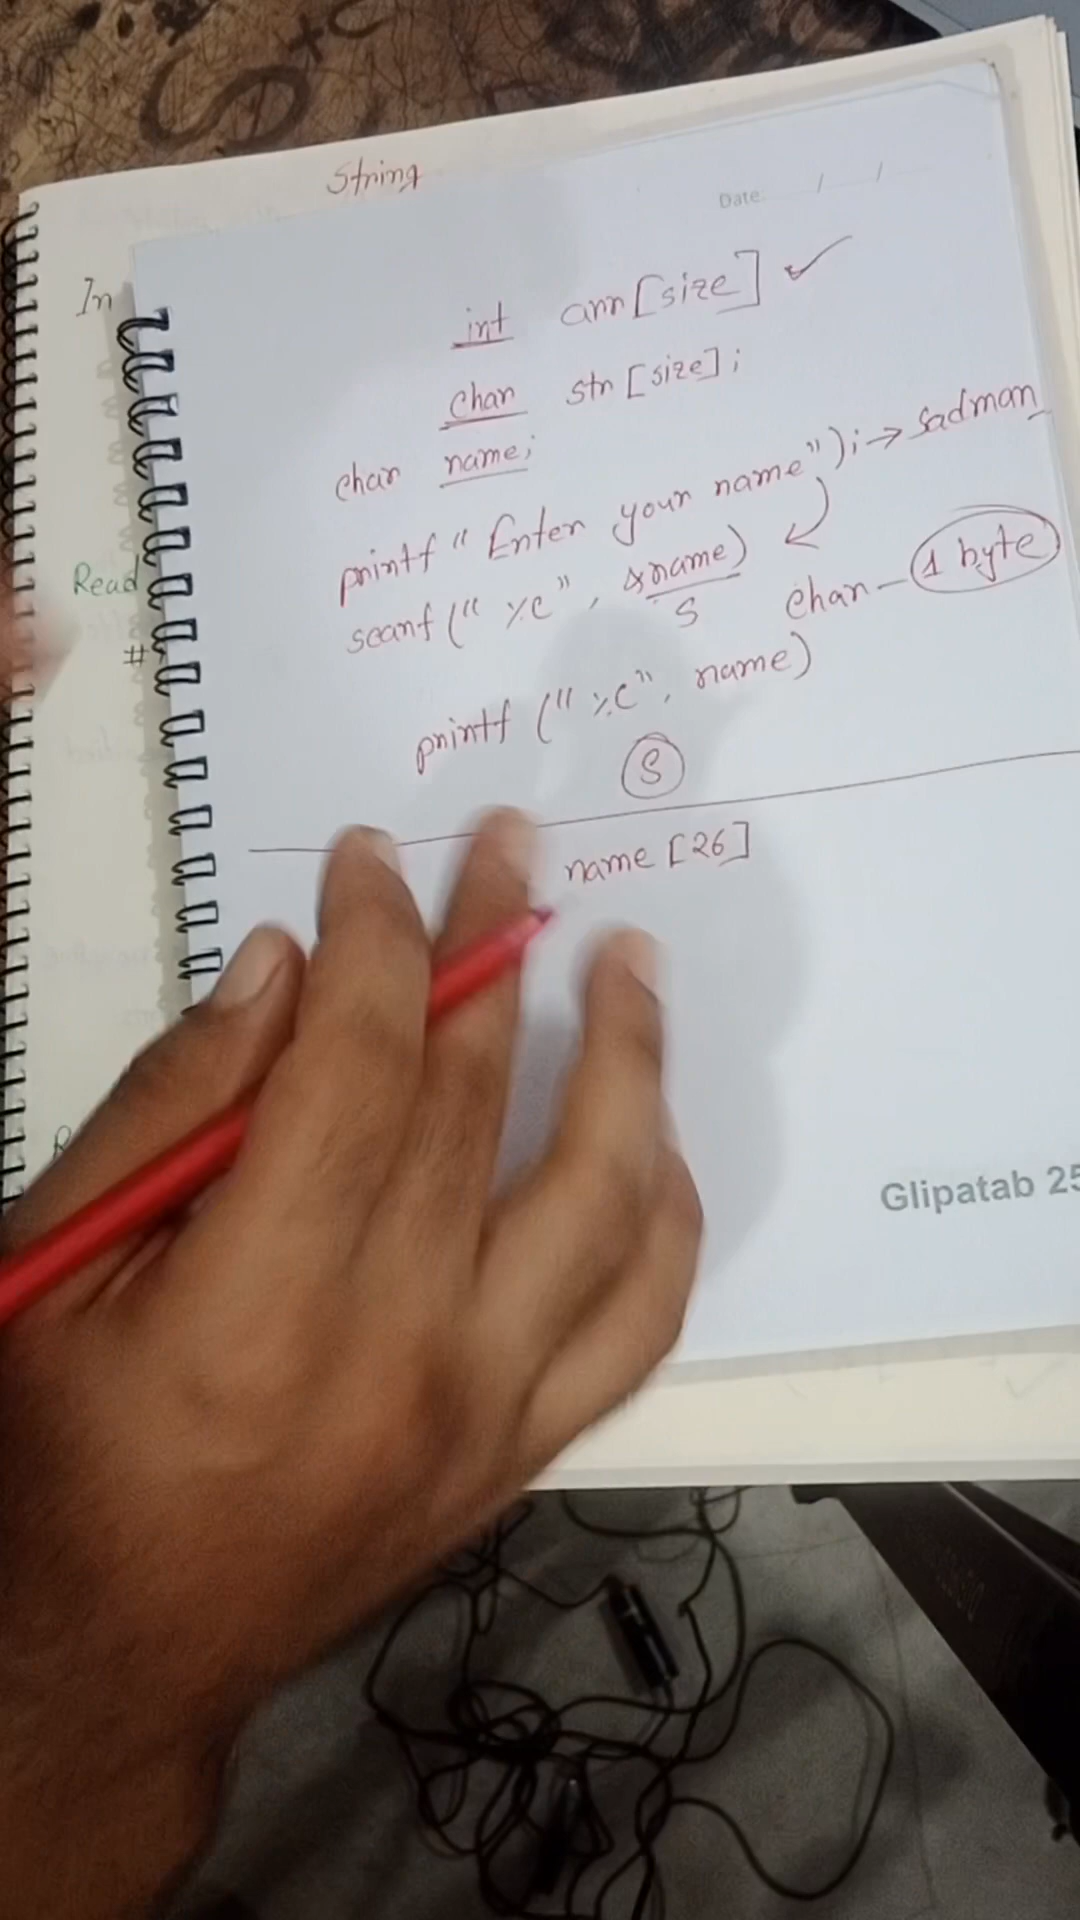 String
Date: / /
In
int arr[size] ✓
char str[size];
char name;
printf "Enter your name"); → Sadman
scanf("%c", &name)
S
char - 1 byte
Read
#
printf ("%c", name)
S
name [26]
Glipatab 25